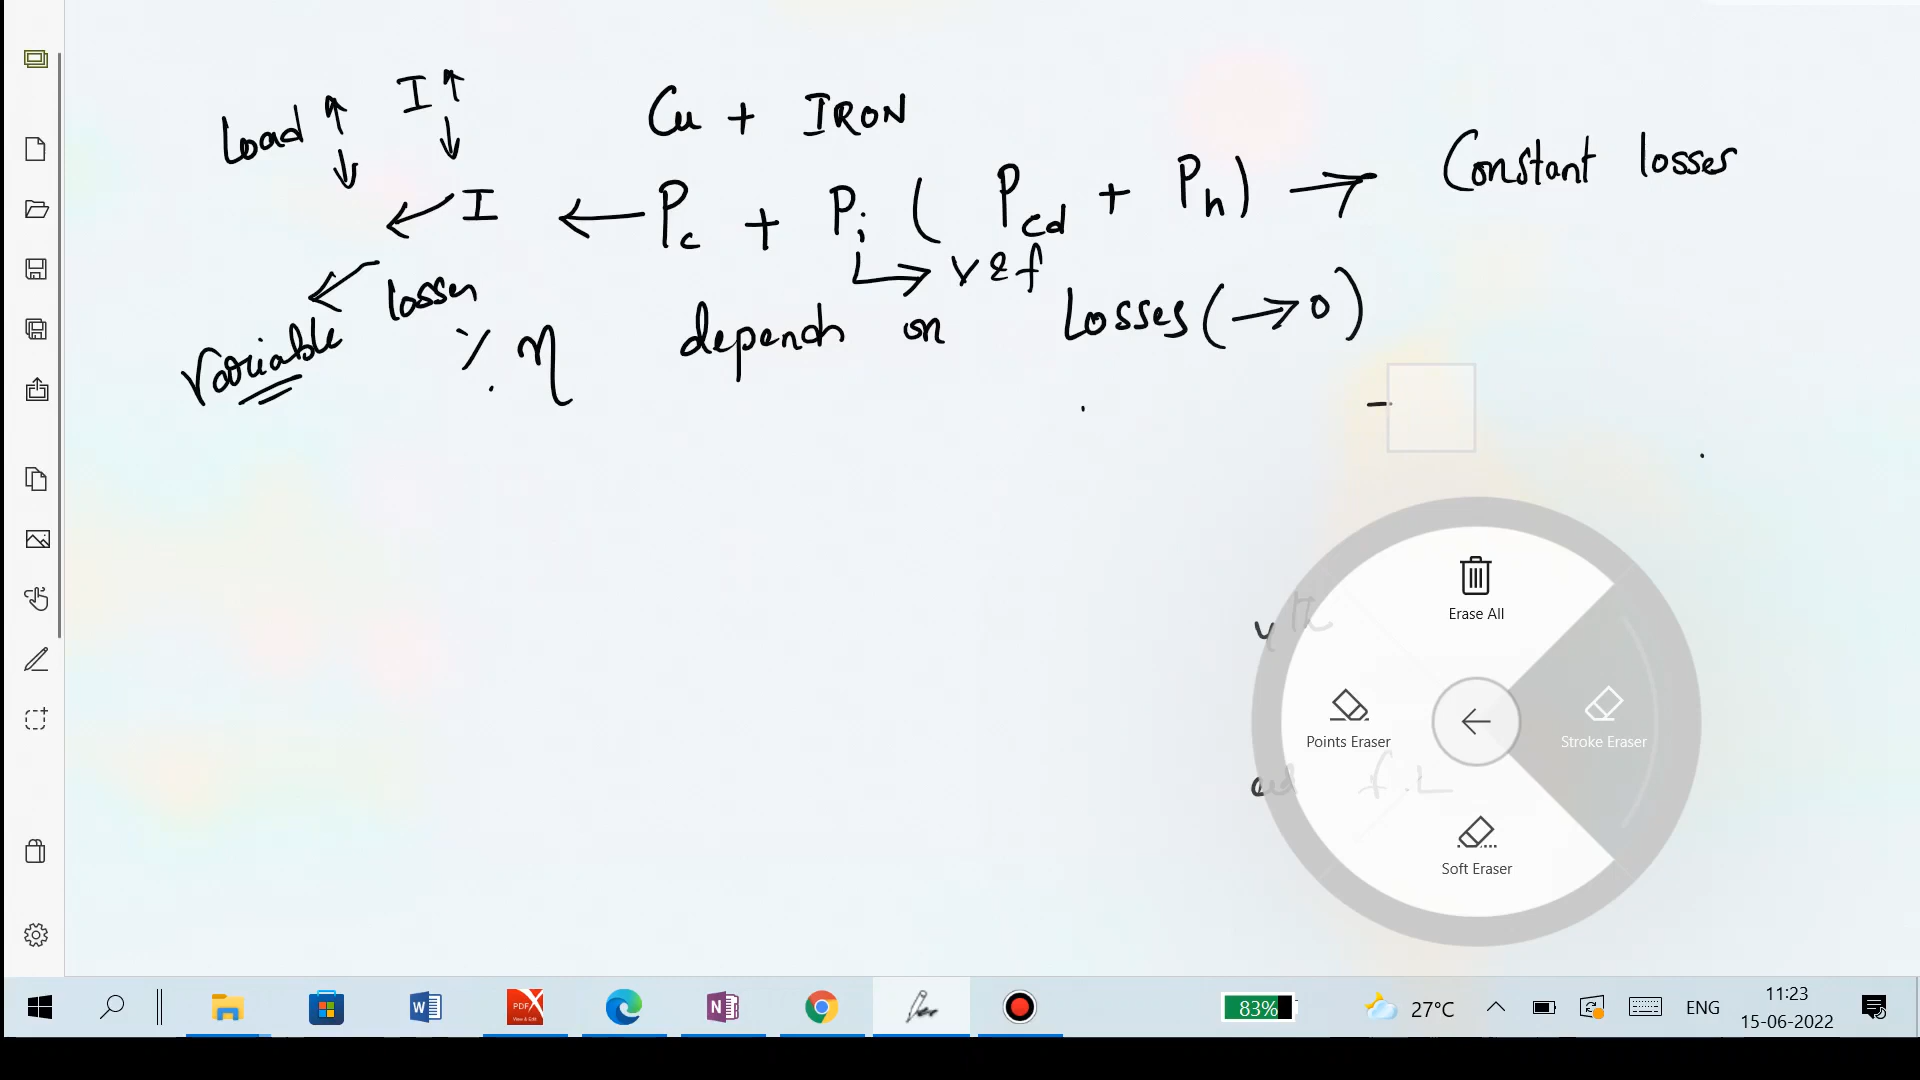 Load ↑ ↓ I ↑ ↓
Cu + IRON
I ← Pc + Pi ( Pcd + Ph ) → Constant losses
↳ V & f
Variable losses
% η depends on Losses (→ 0)
Erase All
Points Eraser
Stroke Eraser
f.L
Soft Eraser
83%
27°C
ENG
11:23
15-06-2022